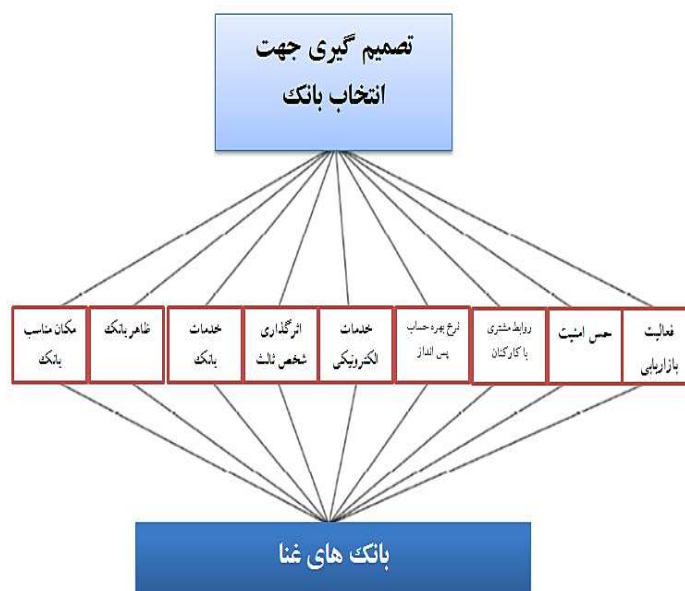 تصمیم گیری جهت
انتخاب بانک
فعالیت
بازاریابی
حس امنیت
روابط مشتری
با کارکنان
نرخ بهره حساب
پس انداز
خدمات
الکترونیکی
اثرگذاری
شخص ثالث
خدمات
بانک
ظاهر بانک
مکان مناسب
بانک
بانک های غنا